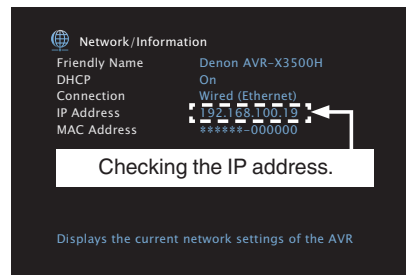 Network/Information
Friendly Name Denon AVR-X3500H
DHCP On
Connection Wired (Ethernet)
IP Address 192.168.100.19
MAC Address ******-000000
Checking the IP address.
Displays the current network settings of the AVR